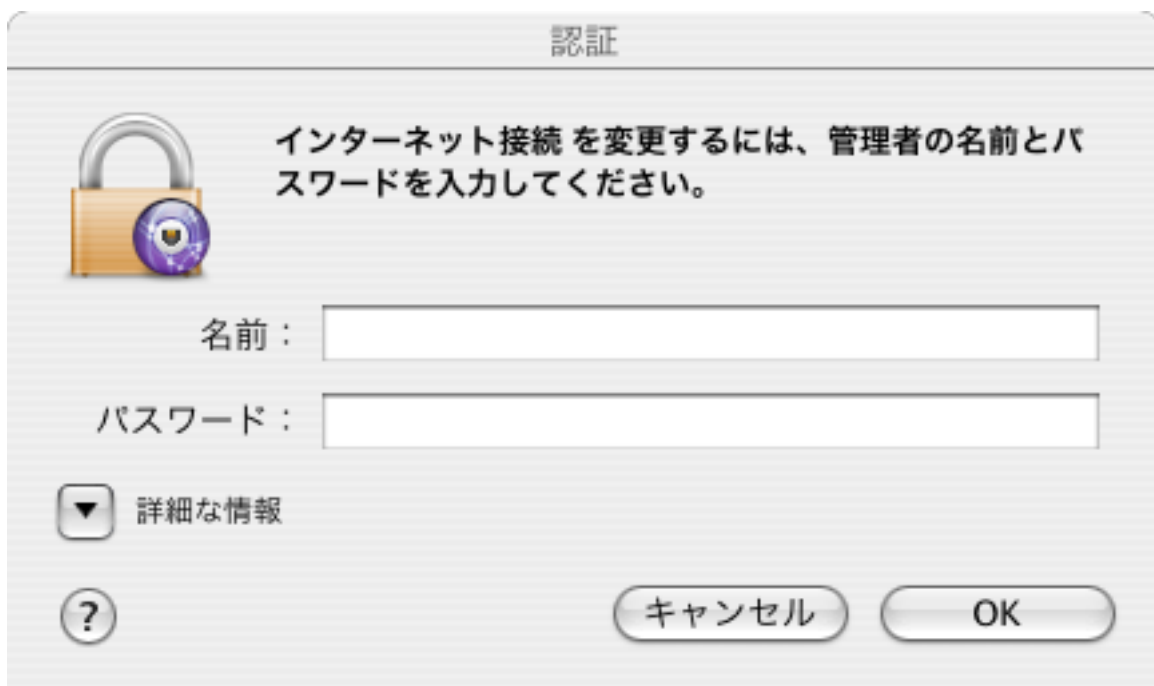 認証
インターネット接続 を変更するには、管理者の名前とパ
スワードを入力してください。
名前：
パスワード：
詳細な情報
?
キャンセル
OK